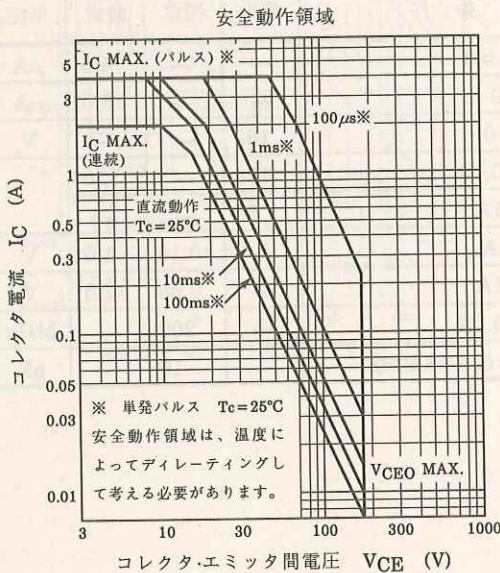 安全動作領域
IC MAX. (パルス) ※
IC MAX.
(連続)
100μs※
1ms※
直流動作
Tc=25℃
10ms※
100ms※
※ 単発パルス Tc=25℃
安全動作領域は、温度に
よってディレーティングし
て考える必要があります。
VCEO MAX.
コレクタ電流 IC (A)
5
3
1
0.5
0.3
0.1
0.05
0.03
0.01
3 10 30 100 300 1000
コレクタ・エミッタ間電圧 VCE (V)